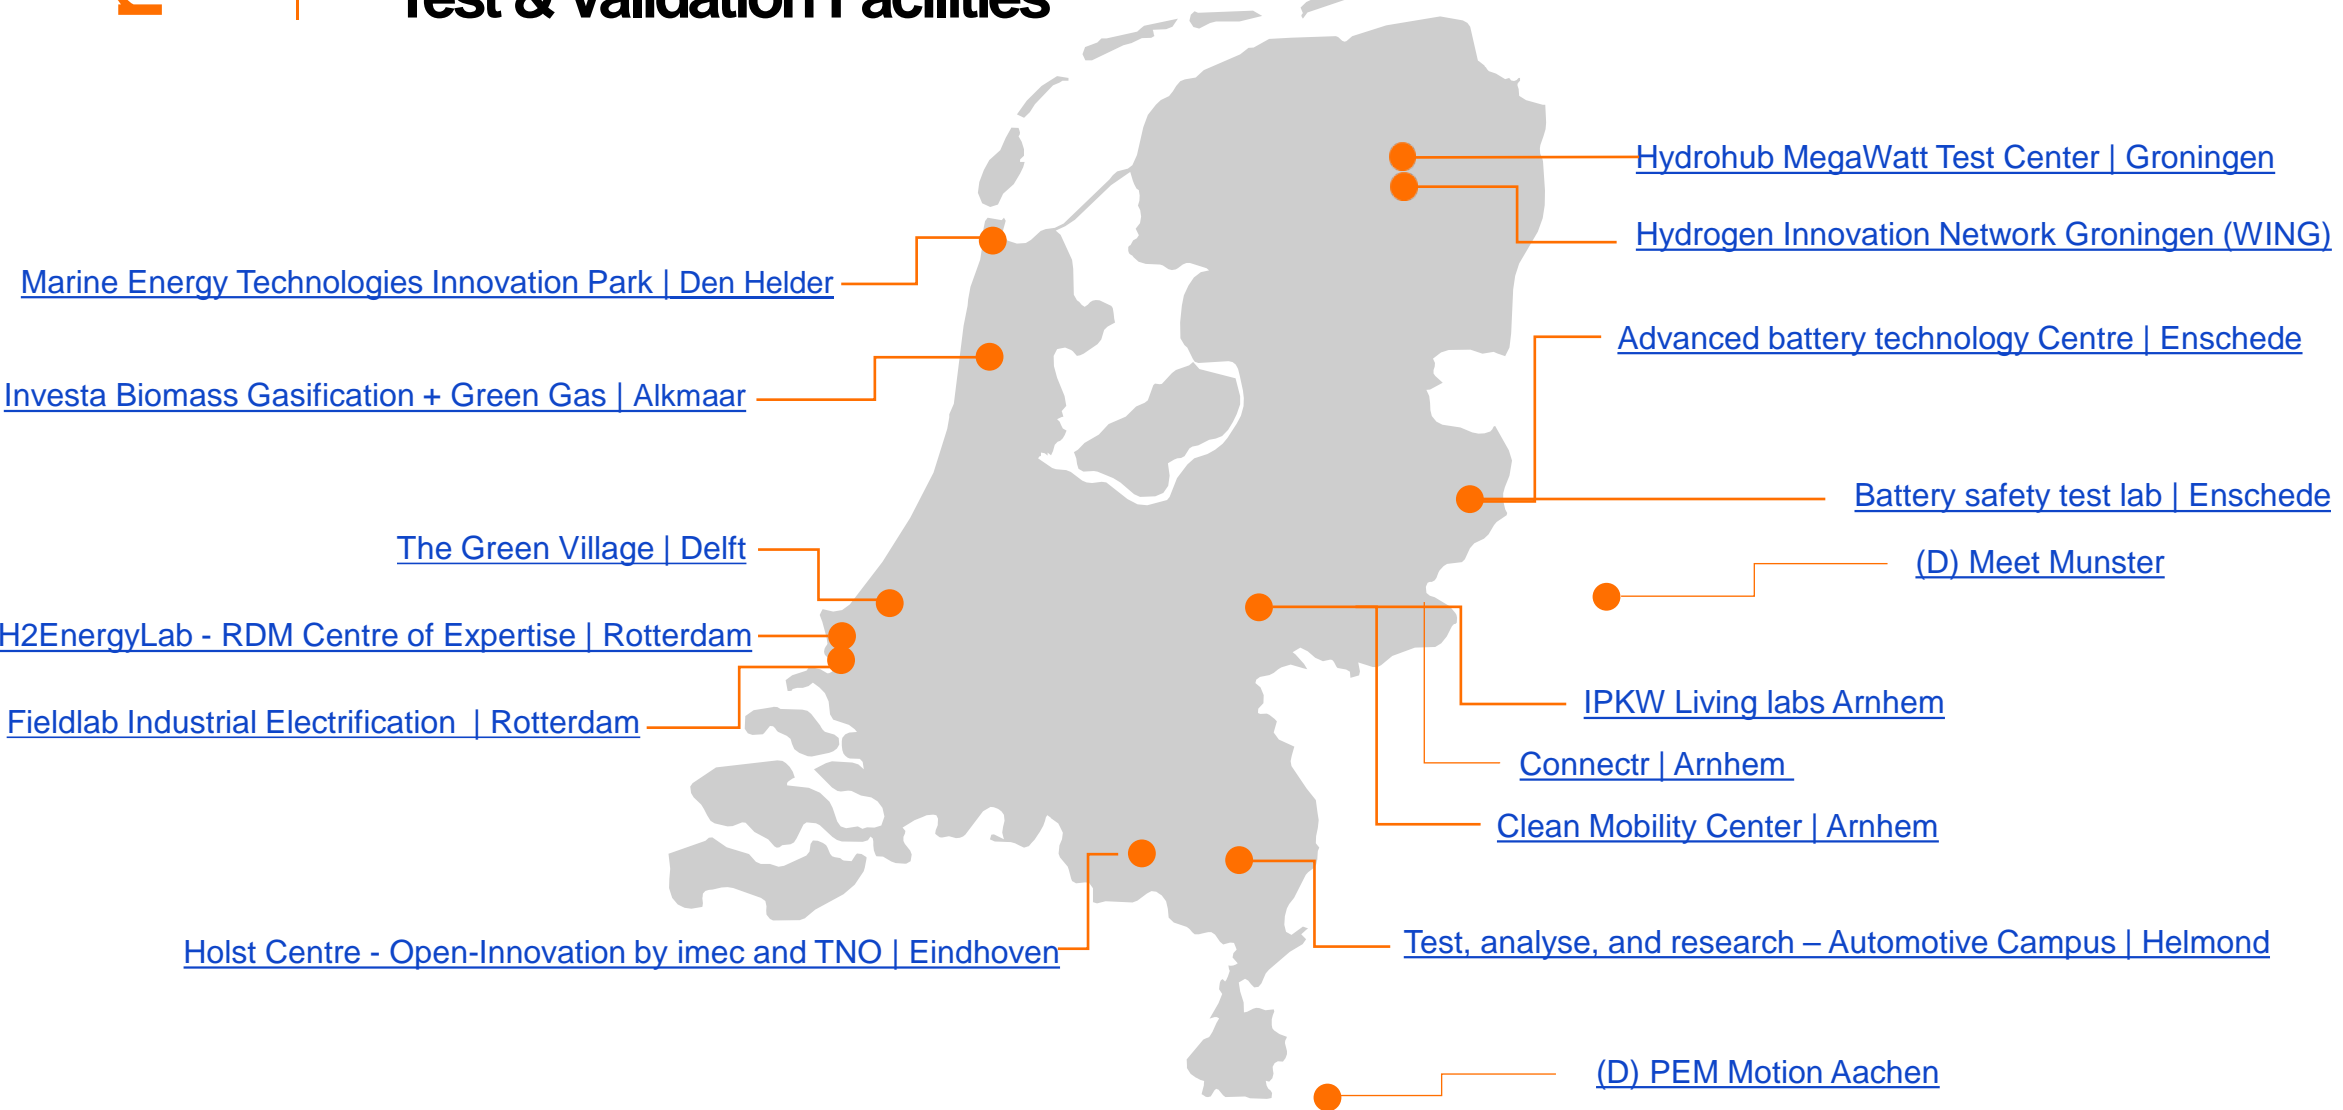 Test & Validation Facilities
Hydrohub MegaWatt Test Center | Groningen
Hydrogen Innovation Network Groningen (WING)
Marine Energy Technologies Innovation Park | Den Helder
Advanced battery technology Centre | Enschede
Investa Biomass Gasification + Green Gas | Alkmaar
Battery safety test lab | Enschede
The Green Village | Delft
(D) Meet Munster
H2EnergyLab - RDM Centre of Expertise | Rotterdam
IPKW Living labs Arnhem
Fieldlab Industrial Electrification | Rotterdam
Connectr | Arnhem
Clean Mobility Center | Arnhem
Holst Centre - Open-Innovation by imec and TNO | Eindhoven
Test, analyse, and research – Automotive Campus | Helmond
(D) PEM Motion Aachen